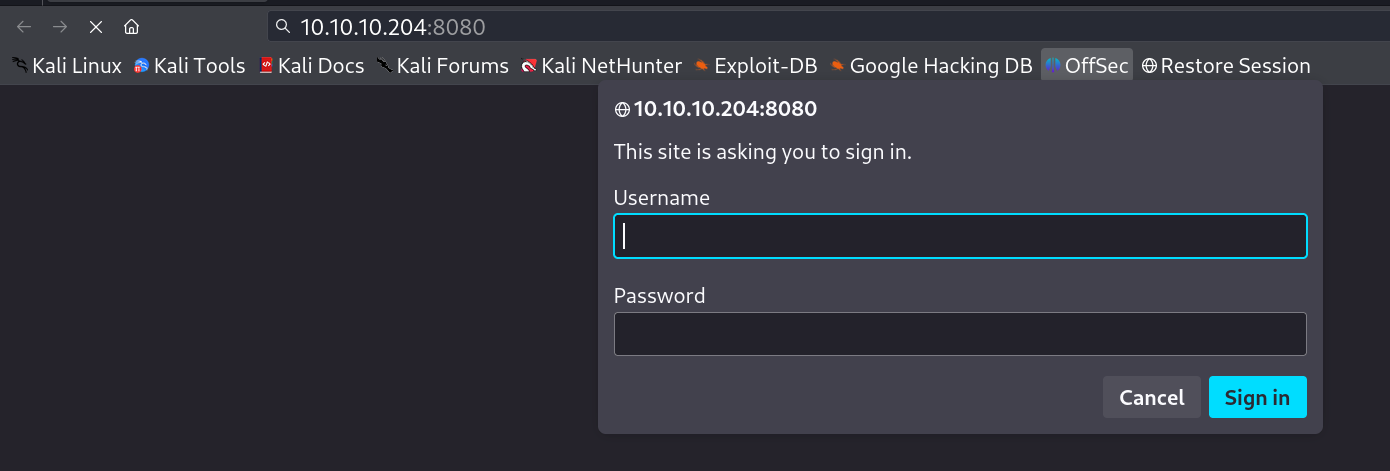 10.10.10.204:8080
Kali Linux Kali Tools Kali Docs Kali Forums Kali NetHunter Exploit-DB Google Hacking DB OffSec Restore Session
10.10.10.204:8080
This site is asking you to sign in.
Username
Password
Cancel Sign in